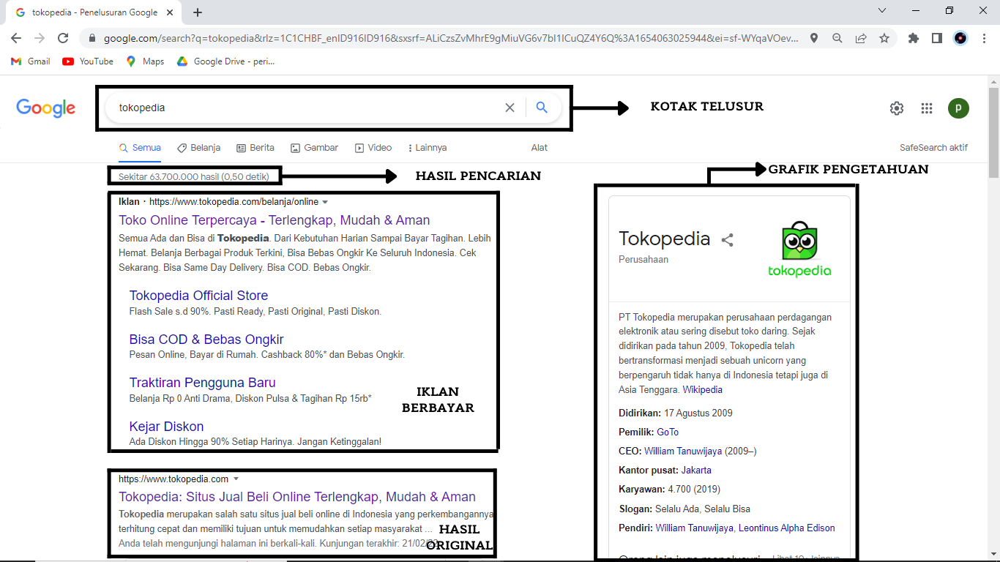 tokopedia - Penelusuran Google
google.com/search?q=tokopedia&rlz=1C1CHBF_enID916ID916&sxsrf=ALiCzsZvMhrE9gMiuVG6v7bI1ICuQZ4Y6Q%3A1654063025944&ei=sf-WYqaVOev...
Gmail YouTube Maps Google Drive - peri...
Google tokopedia KOTAK TELUSUR p
Semua Belanja Berita Gambar Video Lainnya Alat SafeSearch aktif
Sekitar 63.700.000 hasil (0,50 detik) HASIL PENCARIAN GRAFIK PENGETAHUAN
Iklan · https://www.tokopedia.com/belanja/online
Toko Online Terpercaya - Terlengkap, Mudah & Aman
Semua Ada dan Bisa di Tokopedia. Dari Kebutuhan Harian Sampai Bayar Tagihan. Lebih
Hemat. Belanja Berbagai Produk Terkini, Bisa Bebas Ongkir Ke Seluruh Indonesia. Cek
Sekarang. Bisa Same Day Delivery. Bisa COD. Bebas Ongkir.
Tokopedia Official Store
Flash Sale s.d 90%. Pasti Ready, Pasti Original, Pasti Diskon.
Bisa COD & Bebas Ongkir
Pesan Online, Bayar di Rumah. Cashback 80%* dan Bebas Ongkir.
Traktiran Pengguna Baru
Belanja Rp 0 Anti Drama, Diskon Pulsa & Tagihan Rp 15rb*
IKLAN
BERBAYAR
Kejar Diskon
Ada Diskon Hingga 90% Setiap Harinya. Jangan Ketinggalan!
https://www.tokopedia.com
Tokopedia: Situs Jual Beli Online Terlengkap, Mudah & Aman
Tokopedia merupakan salah satu situs jual beli online di Indonesia yang perkembangannya
terhitung cepat dan memiliki tujuan untuk memudahkan setiap masyarakat ...
Anda telah mengunjungi halaman ini berkali-kali. Kunjungan terakhir: 21/02/22
HASIL
ORIGINAL
Tokopedia
Perusahaan
tokopedia
PT Tokopedia merupakan perusahaan perdagangan
elektronik atau sering disebut toko daring. Sejak
didirikan pada tahun 2009, Tokopedia telah
bertransformasi menjadi sebuah unicorn yang
berpengaruh tidak hanya di Indonesia tetapi juga di
Asia Tenggara. Wikipedia
Didirikan: 17 Agustus 2009
Pemilik: GoTo
CEO: William Tanuwijaya (2009–)
Kantor pusat: Jakarta
Karyawan: 4.700 (2019)
Slogan: Selalu Ada, Selalu Bisa
Pendiri: William Tanuwijaya, Leontinus Alpha Edison